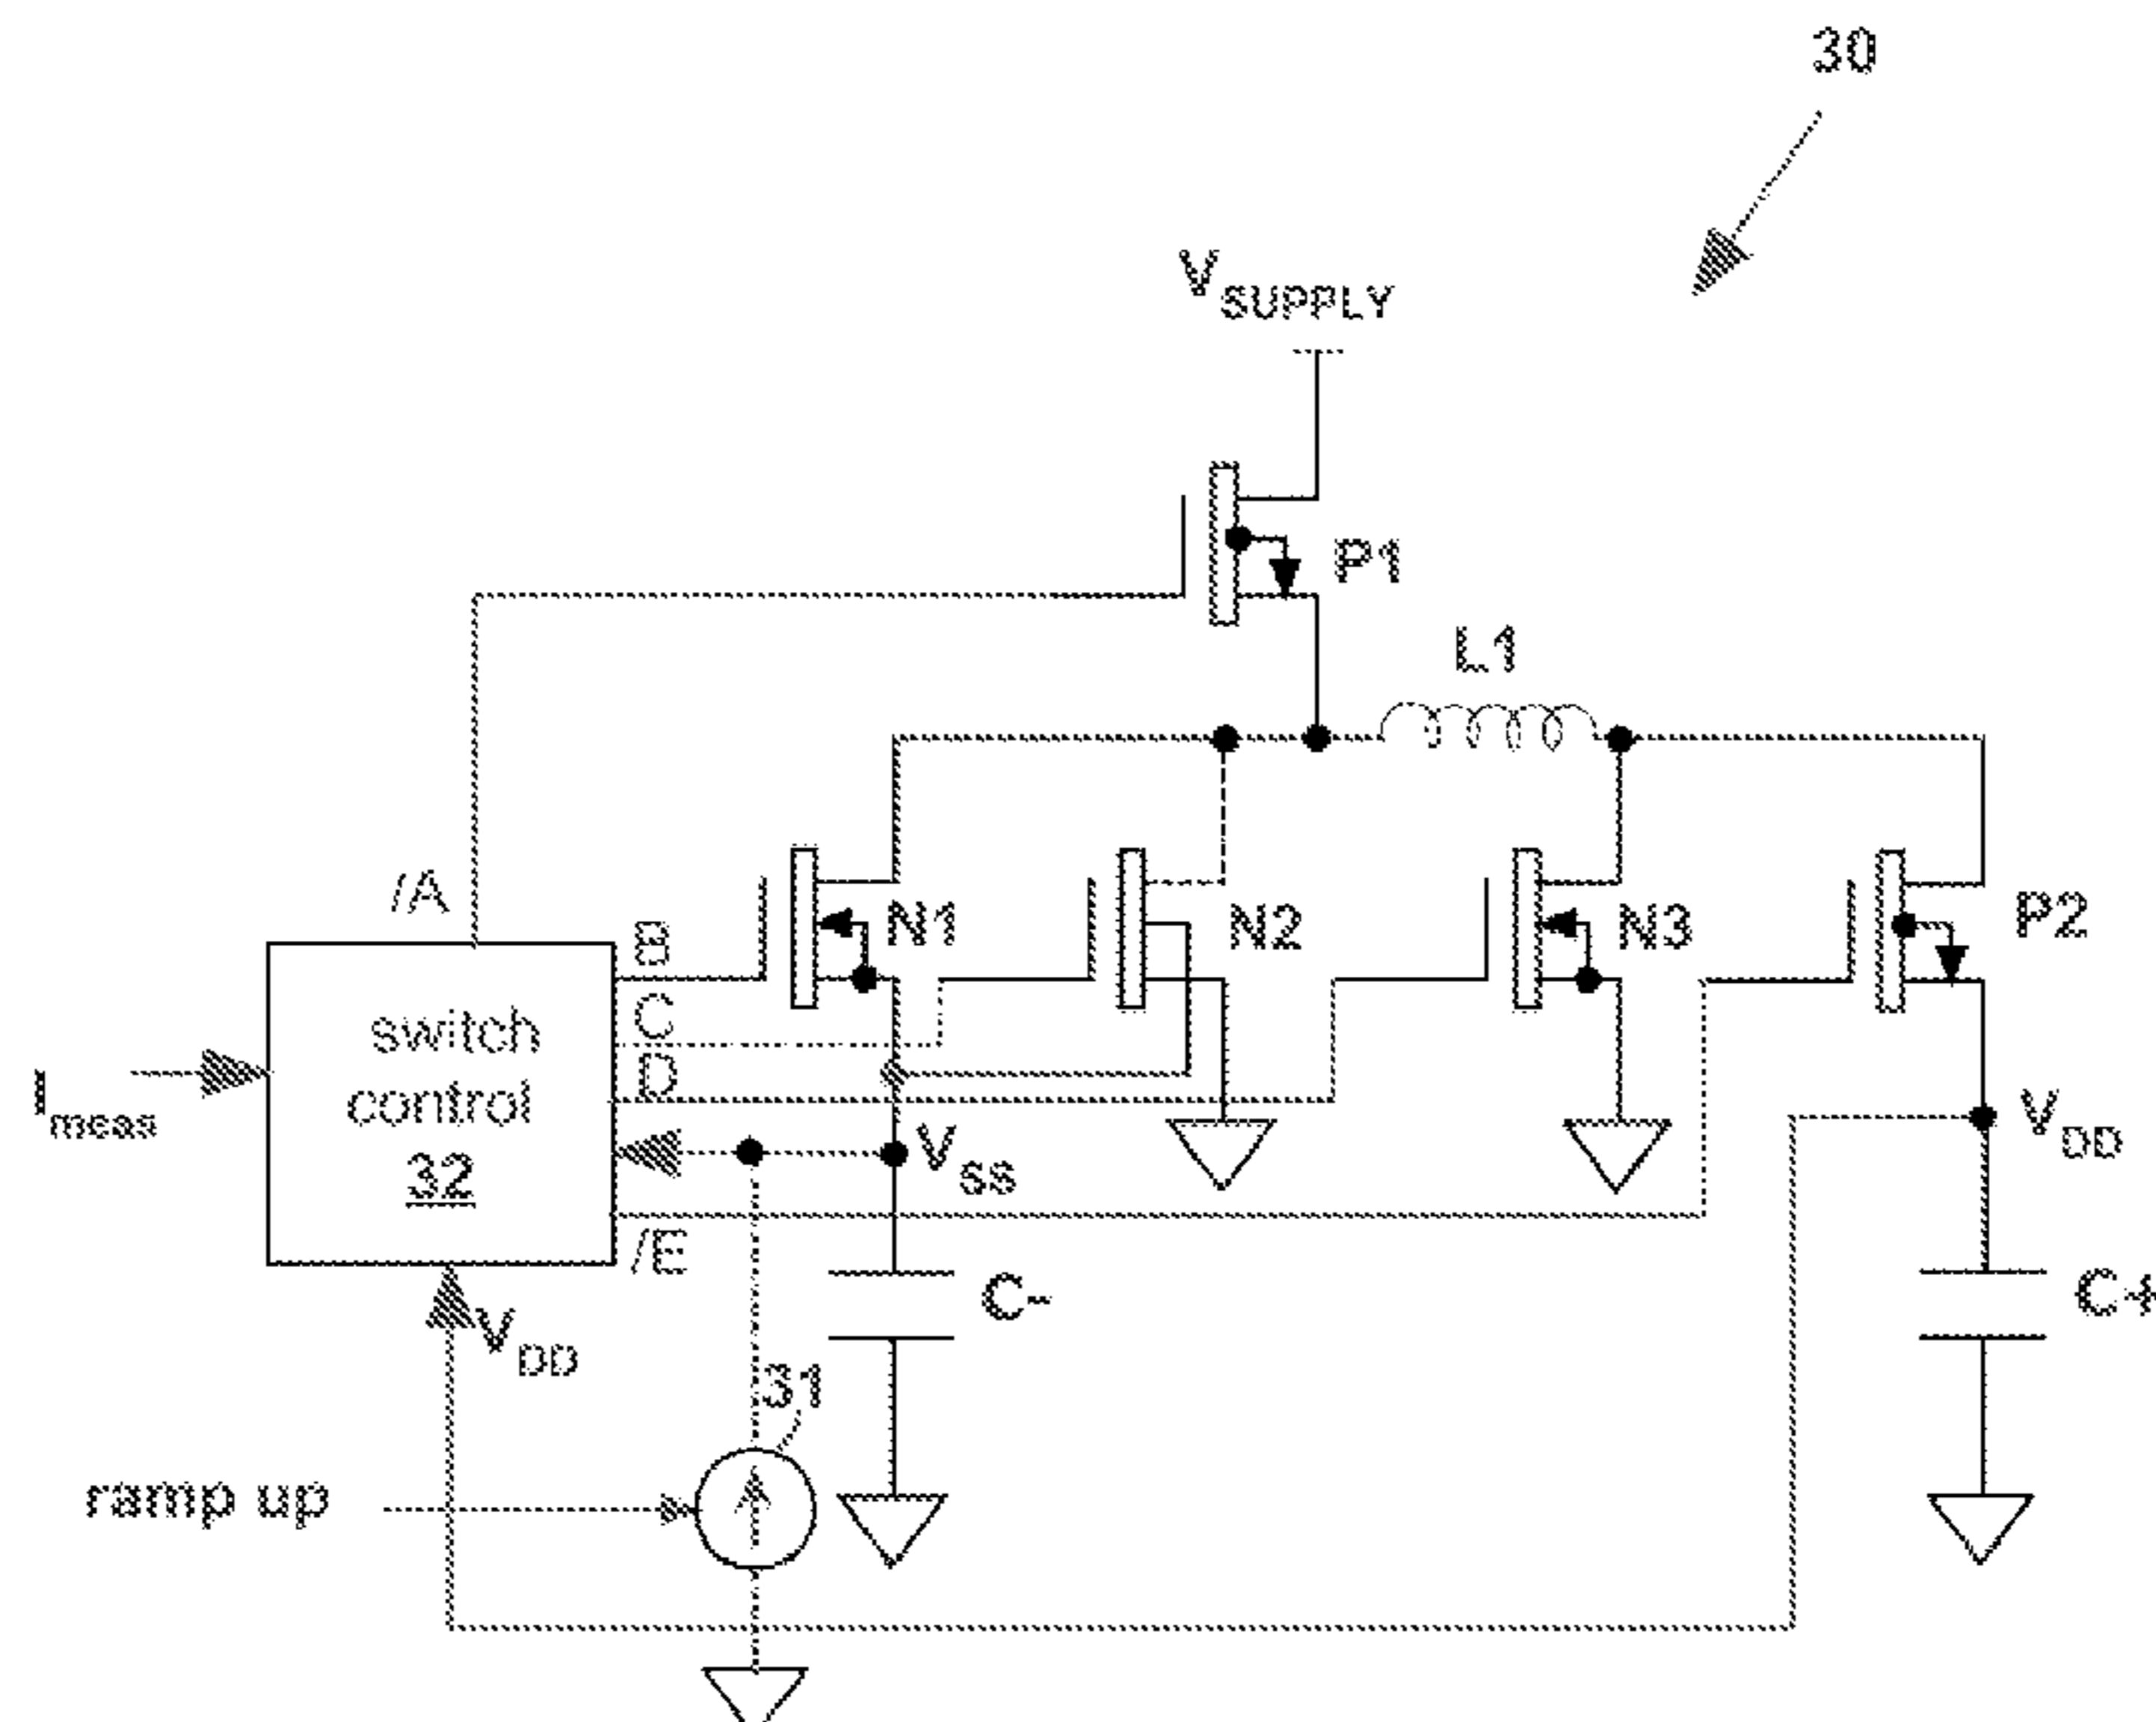 30
VSUPPLY
P1
L1
/A
B
N1
N2
N3
P2
C
switch
control
32
D
Imeas
VSS
VDD
/E
C-
C+
VDD
31
ramp up